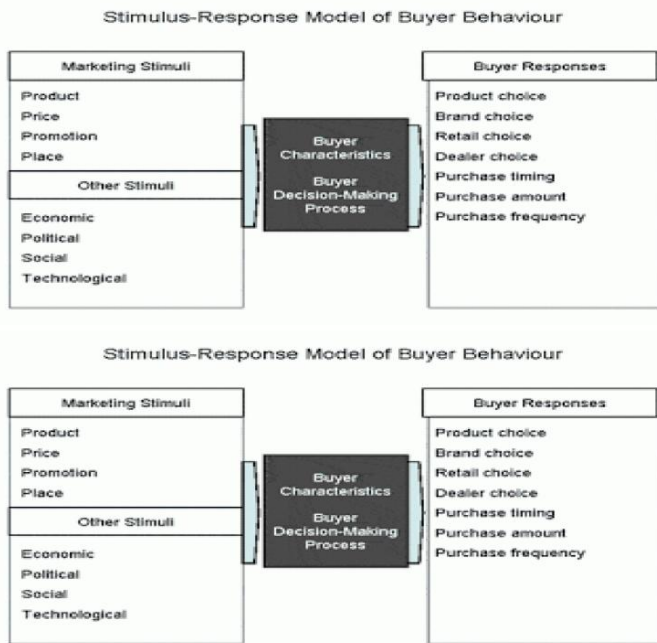 Stimulus-Response Model of Buyer Behaviour
Marketing Stimuli
Product
Price
Promotion
Place
Other Stimuli
Economic
Political
Social
Technological
Buyer
Characteristics
Buyer
Decision-Making
Process
Buyer Responses
Product choice
Brand choice
Retail choice
Dealer choice
Purchase timing
Purchase amount
Purchase frequency
Stimulus-Response Model of Buyer Behaviour
Marketing Stimuli
Product
Price
Promotion
Place
Other Stimuli
Economic
Political
Social
Technological
Buyer
Characteristics
Buyer
Decision-Making
Process
Buyer Responses
Product choice
Brand choice
Retail choice
Dealer choice
Purchase timing
Purchase amount
Purchase frequency